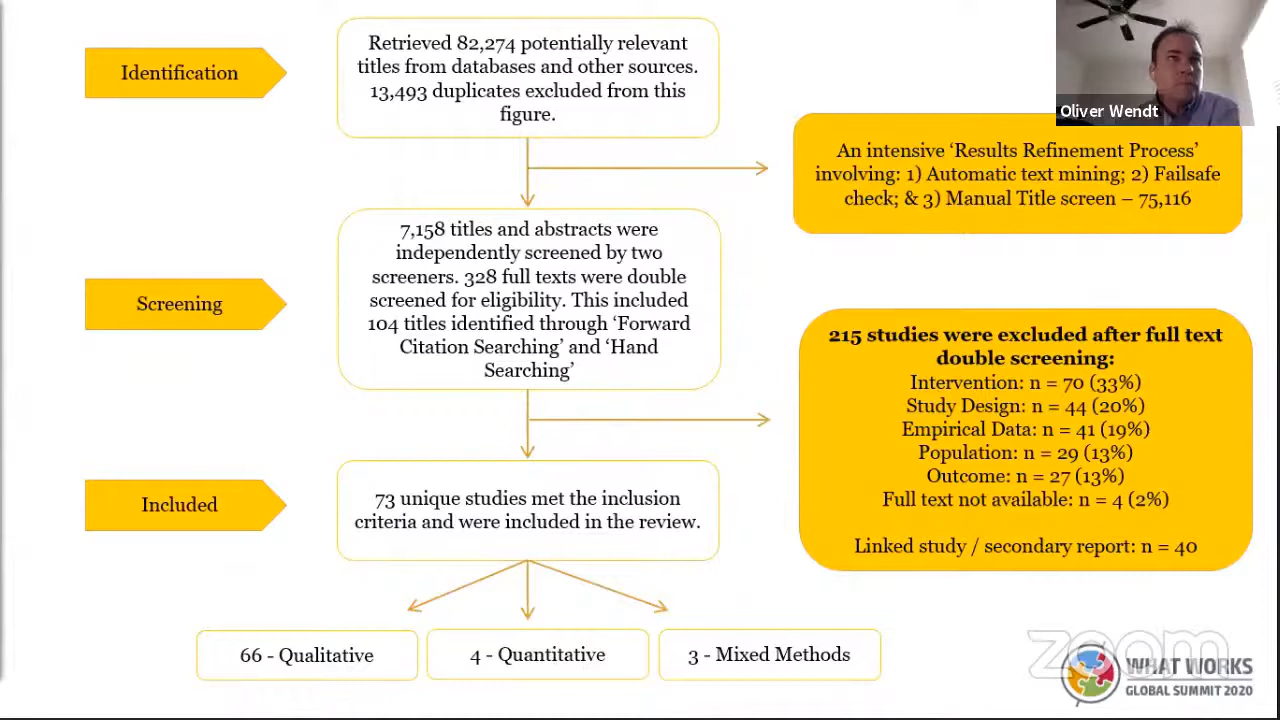 Identification
Retrieved 82,274 potentially relevant
titles from databases and other sources.
13,493 duplicates excluded from this
figure.
Oliver Wendt
An intensive ‘Results Refinement Process’
involving: 1) Automatic text mining; 2) Failsafe
check; & 3) Manual Title screen – 75,116
Screening
7,158 titles and abstracts were
independently screened by two
screeners. 328 full texts were double
screened for eligibility. This included
104 titles identified through ‘Forward
Citation Searching’ and ‘Hand
Searching’
215 studies were excluded after full text
double screening:
Intervention: n = 70 (33%)
Study Design: n = 44 (20%)
Empirical Data: n = 41 (19%)
Population: n = 29 (13%)
Outcome: n = 27 (13%)
Full text not available: n = 4 (2%)
Linked study / secondary report: n = 40
Included
73 unique studies met the inclusion
criteria and were included in the review.
66 - Qualitative
4 - Quantitative
3 - Mixed Methods
zoom
WHAT WORKS
GLOBAL SUMMIT 2020